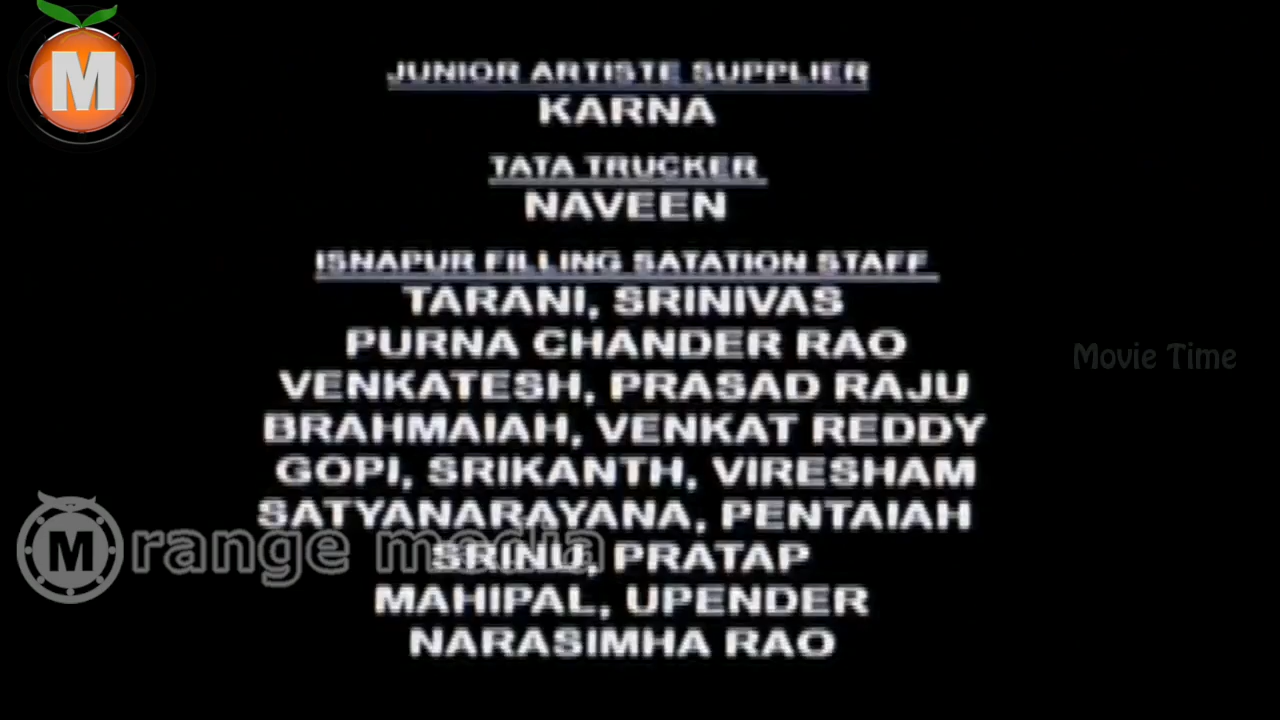 M
JUNIOR ARTISTE SUPPLIER
KARNA
TATA TRUCKER
NAVEEN
ISNAPUR FILLING SATATION STAFF
TARANI, SRINIVAS
PURNA CHANDER RAO
Movie Time
VENKATESH, PRASAD RAJU
BRAHMAIAH, VENKAT REDDY
GOPI, SRIKANTH, VIRESHAM
SATYANARAYANA, PENTAIAH
M range media
SRINU, PRATAP
MAHIPAL, UPENDER
NARASIMHA RAO